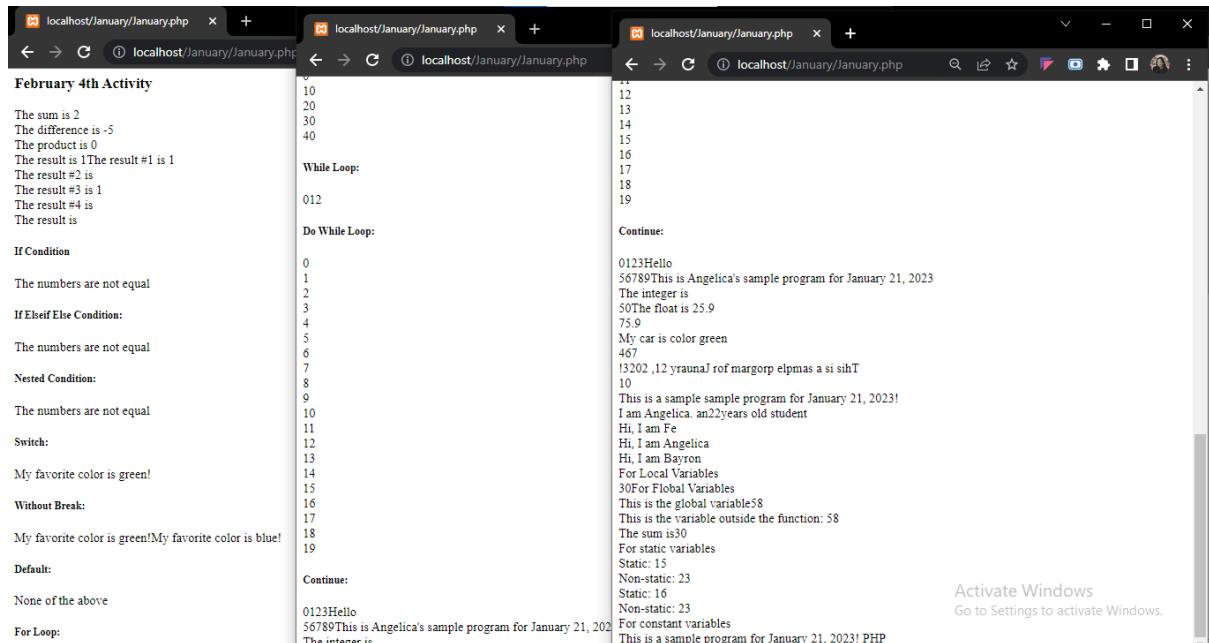 localhost/January/January.php
localhost/January/January.php
February 4th Activity
The sum is 2
The difference is -5
The product is 0
The result is 1The result #1 is 1
The result #2 is
The result #3 is 1
The result #4 is
The result is
If Condition
The numbers are not equal
If Elseif Else Condition:
The numbers are not equal
Nested Condition:
The numbers are not equal
Switch:
My favorite color is green!
Without Break:
My favorite color is green!My favorite color is blue!
Default:
None of the above
For Loop:
localhost/January/January.php
localhost/January/January.php
0
10
20
30
40
While Loop:
012
Do While Loop:
0
1
2
3
4
5
6
7
8
9
10
11
12
13
14
15
16
17
18
19
Continue:
0123Hello
56789This is Angelica's sample program for January 21, 202
The integer is
localhost/January/January.php
localhost/January/January.php
11
12
13
14
15
16
17
18
19
Continue:
0123Hello
56789This is Angelica's sample program for January 21, 2023
The integer is
50The float is 25.9
75.9
My car is color green
467
!3202 ,12 yraunaJ rof margorp elpmas a si sihT
10
This is a sample sample program for January 21, 2023!
I am Angelica. an22years old student
Hi, I am Fe
Hi, I am Angelica
Hi, I am Bayron
For Local Variables
30For Flobal Variables
This is the global variable58
This is the variable outside the function: 58
The sum is30
For static variables
Static: 15
Non-static: 23
Static: 16
Non-static: 23
For constant variables
This is a sample program for January 21, 2023! PHP
Activate Windows
Go to Settings to activate Windows.